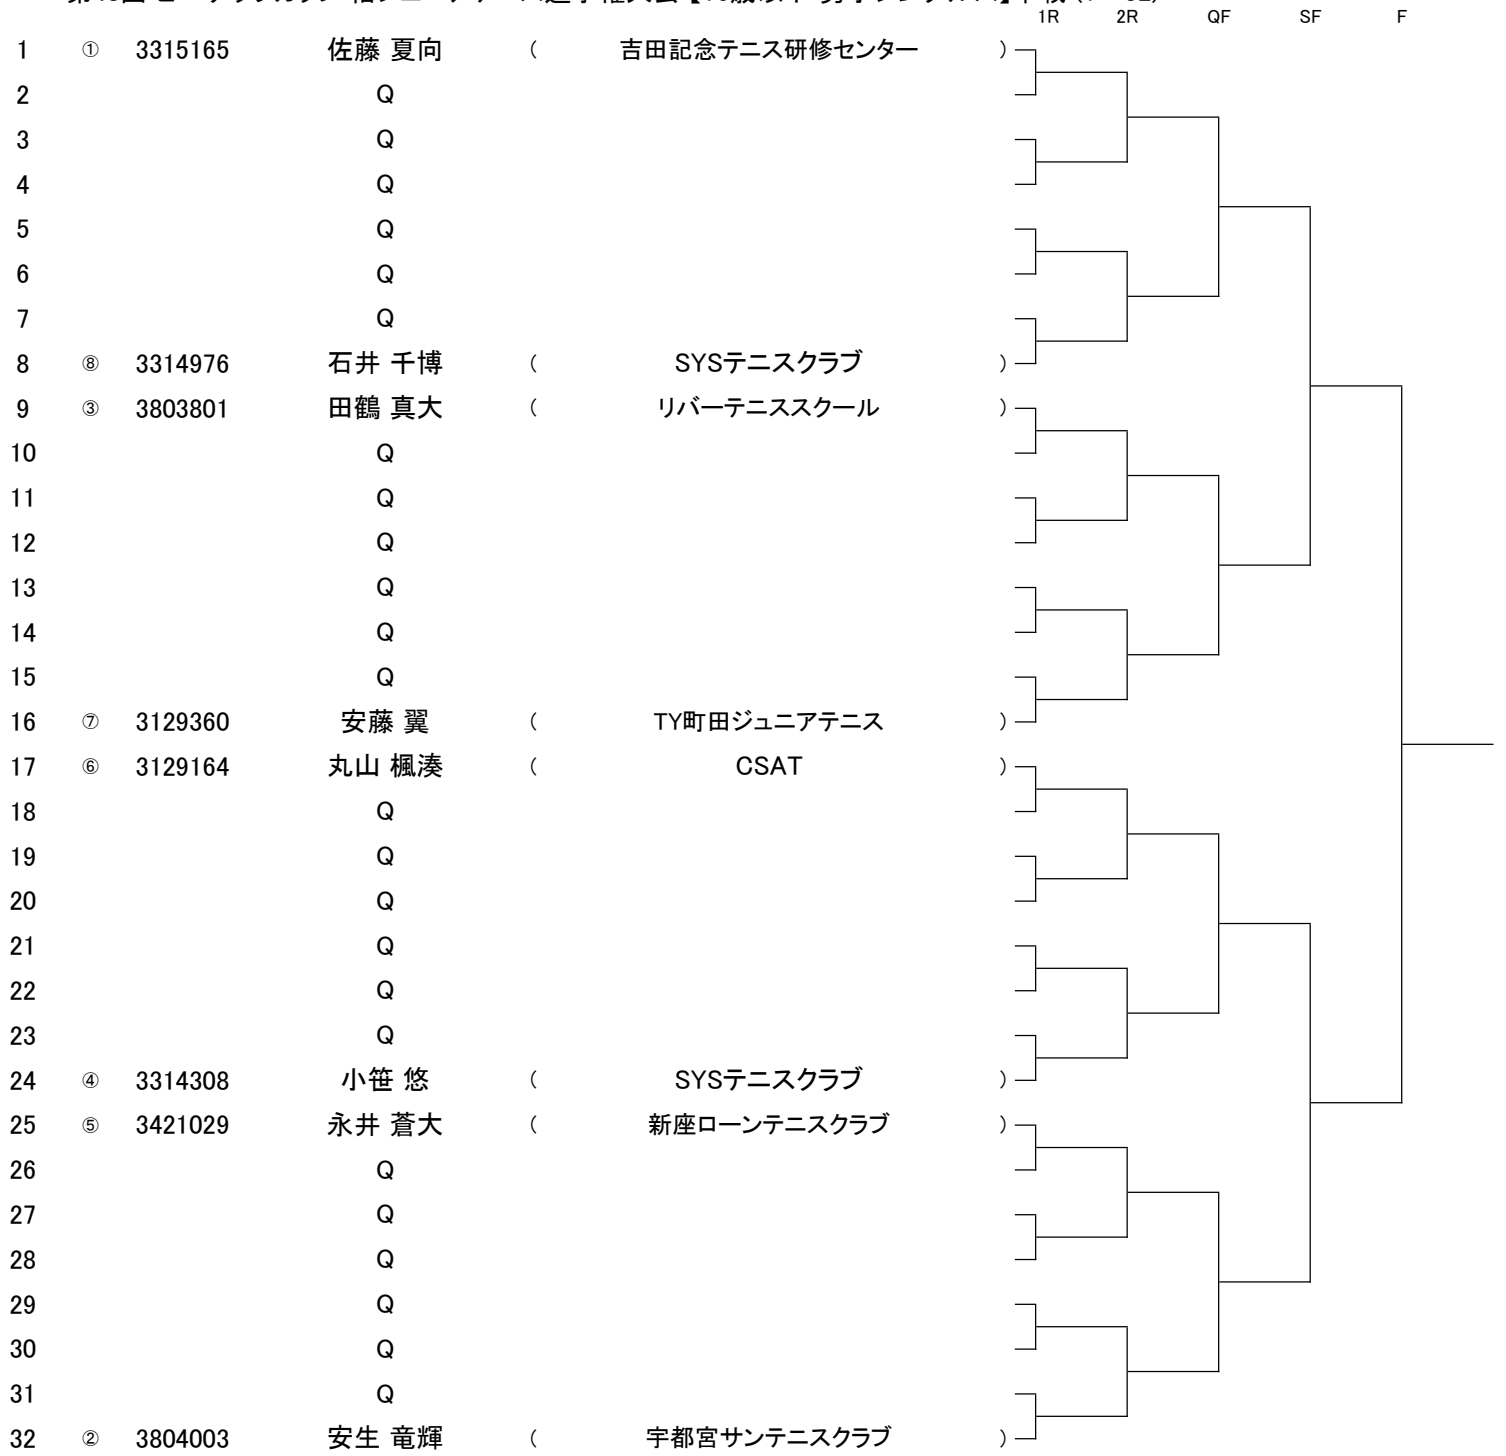 1R 2R QF SF F
1 ① 3315165 佐藤 夏向 ( 吉田記念テニス研修センター )
2 Q
3 Q
4 Q
5 Q
6 Q
7 Q
8 ⑧ 3314976 石井 千博 ( SYSテニスクラブ )
9 ③ 3803801 田鶴 真大 ( リバーテニススクール )
10 Q
11 Q
12 Q
13 Q
14 Q
15 Q
16 ⑦ 3129360 安藤 翼 ( TY町田ジュニアテニス )
17 ⑥ 3129164 丸山 楓湊 ( CSAT )
18 Q
19 Q
20 Q
21 Q
22 Q
23 Q
24 ④ 3314308 小笹 悠 ( SYSテニスクラブ )
25 ⑤ 3421029 永井 蒼大 ( 新座ローンテニスクラブ )
26 Q
27 Q
28 Q
29 Q
30 Q
31 Q
32 ② 3804003 安生 竜輝 ( 宇都宮サンテニスクラブ )